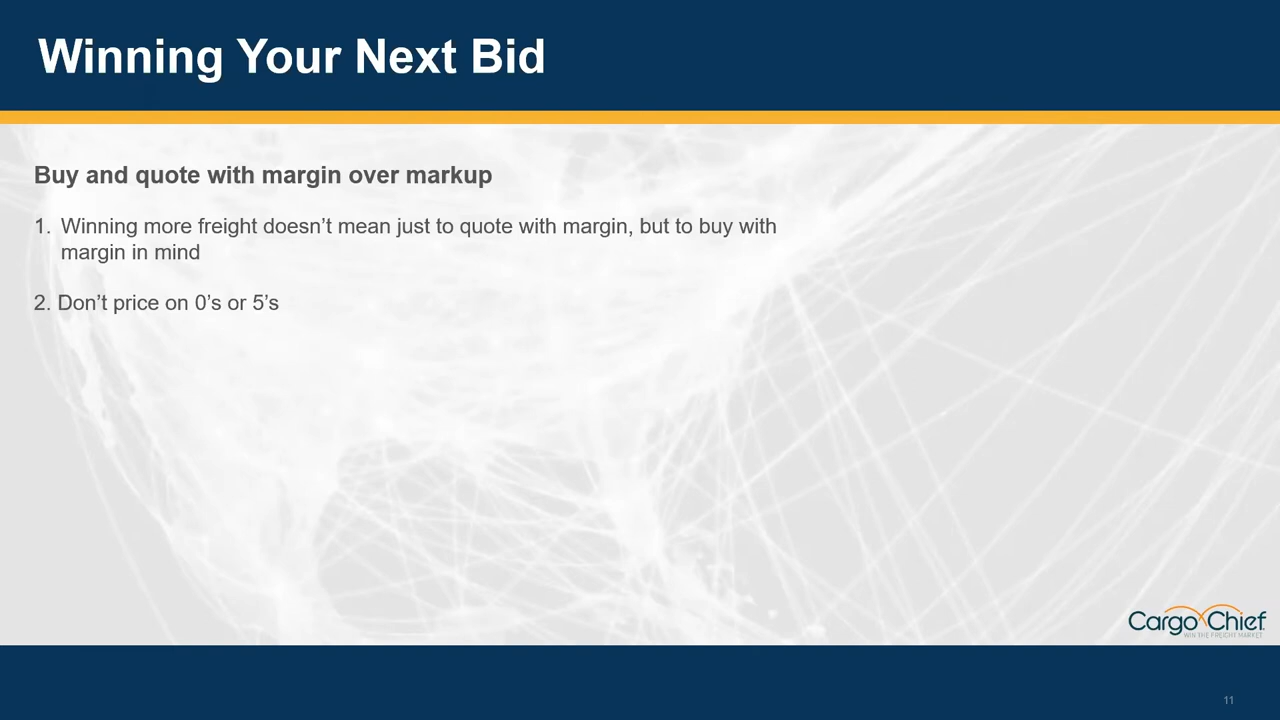 Winning Your Next Bid
Buy and quote with margin over markup
1. Winning more freight doesn’t mean just to quote with margin, but to buy with
margin in mind
2. Don’t price on 0’s or 5’s
Cargo Chief
WIN THE FREIGHT MARKET
11